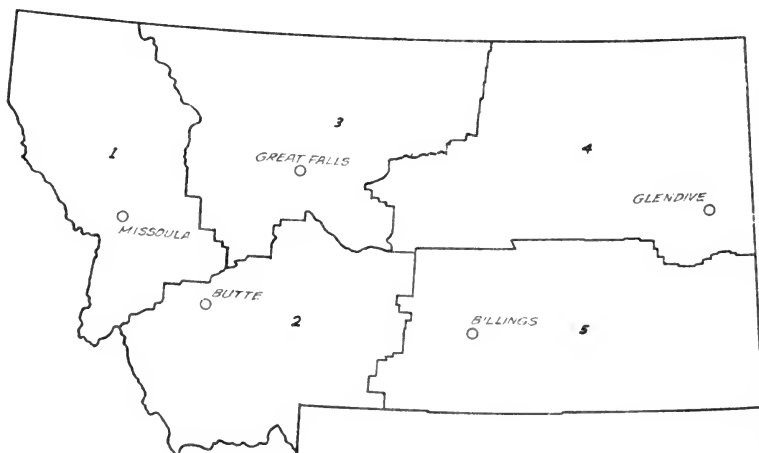 3
1
GREAT FALLS
4
GLENDIVE
MISSOULA
BUTTE
2
BILLINGS
5